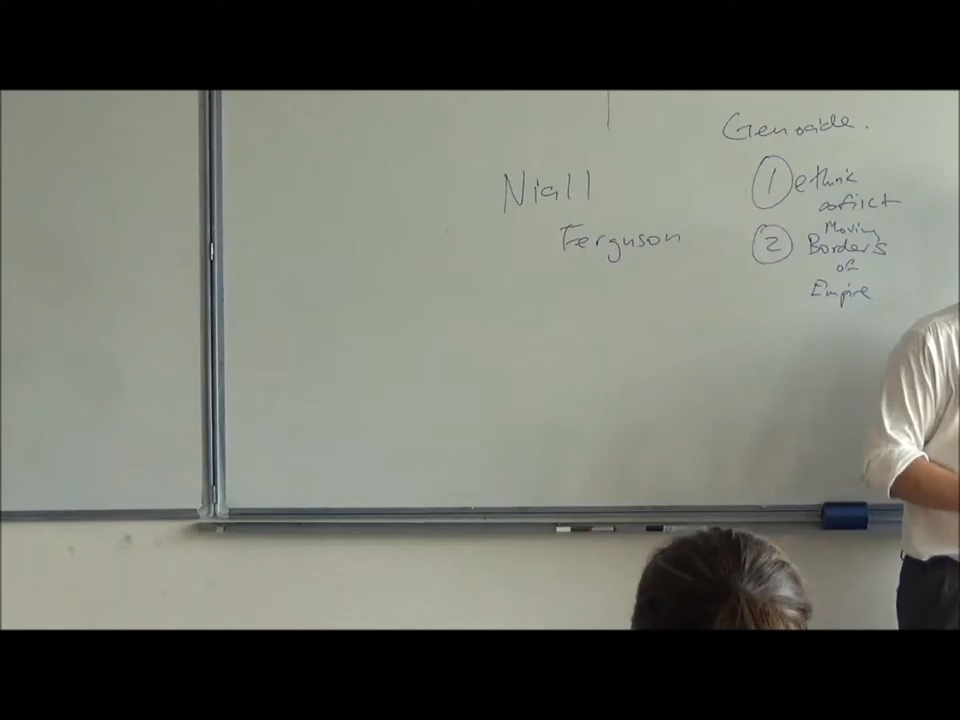 Genocide.
Niall
Ferguson
1 ethnic
conflict
2 Moving
Borders
of
Empire